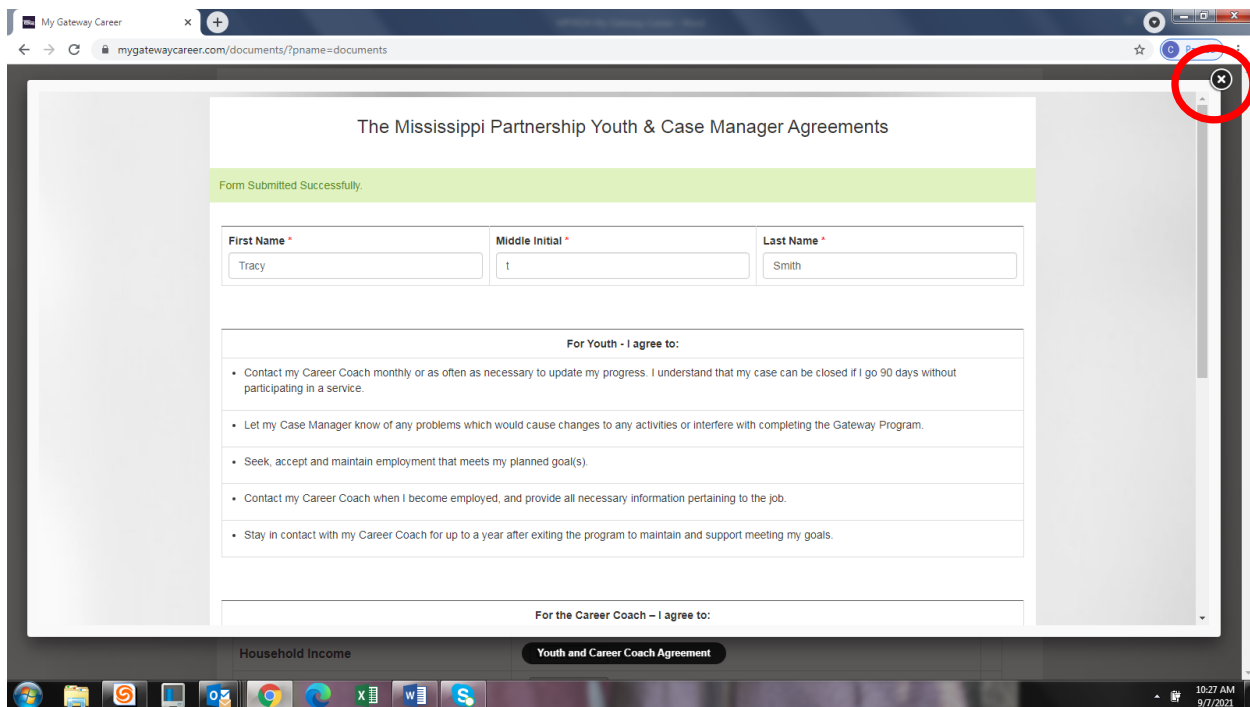 My Gateway Career
mygatewaycareer.com/documents/?pname=documents
The Mississippi Partnership Youth & Case Manager Agreements
Form Submitted Successfully.
First Name * Middle Initial * Last Name *
Tracy t Smith
For Youth - I agree to:
• Contact my Career Coach monthly or as often as necessary to update my progress. I understand that my case can be closed if I go 90 days without
participating in a service.
• Let my Case Manager know of any problems which would cause changes to any activities or interfere with completing the Gateway Program.
• Seek, accept and maintain employment that meets my planned goal(s).
• Contact my Career Coach when I become employed, and provide all necessary information pertaining to the job.
• Stay in contact with my Career Coach for up to a year after exiting the program to maintain and support meeting my goals.
For the Career Coach – I agree to:
Household Income Youth and Career Coach Agreement
10:27 AM
9/7/2021